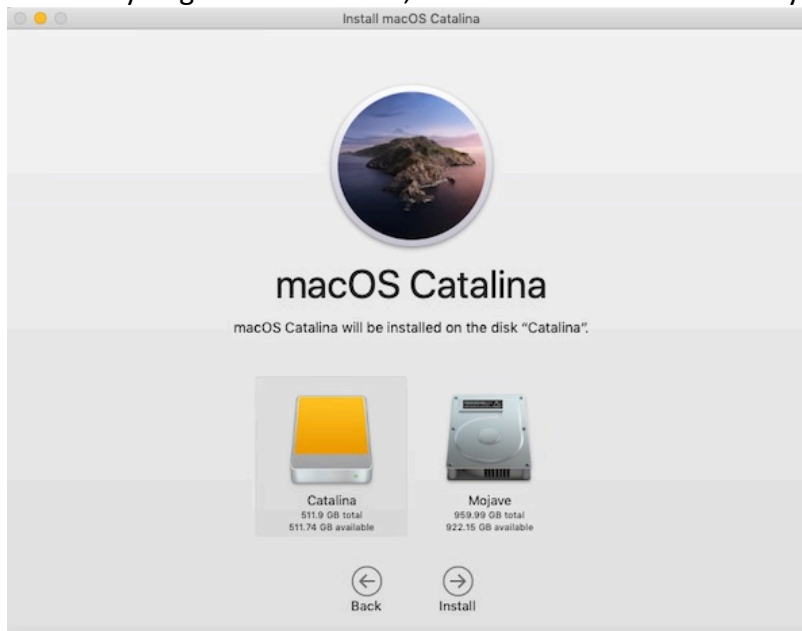 Install macOS Catalina
macOS Catalina
macOS Catalina will be installed on the disk “Catalina”.
Catalina
511.9 GB total
511.74 GB available
Mojave
959.99 GB total
922.15 GB available
Back
Install